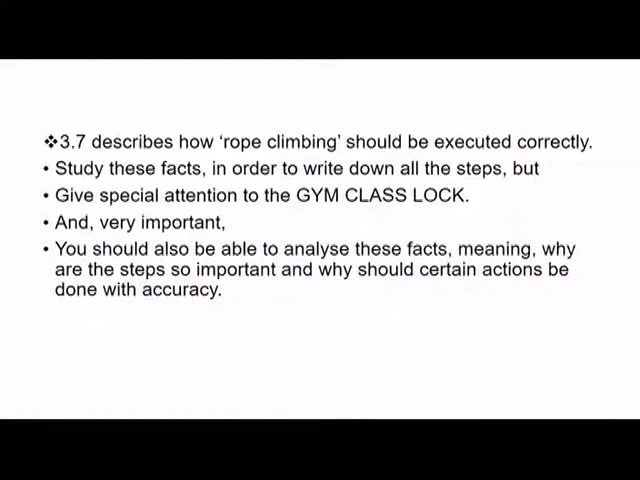 ❖3.7 describes how ‘rope climbing’ should be executed correctly.
• Study these facts, in order to write down all the steps, but
• Give special attention to the GYM CLASS LOCK.
• And, very important,
• You should also be able to analyse these facts, meaning, why
are the steps so important and why should certain actions be
done with accuracy.